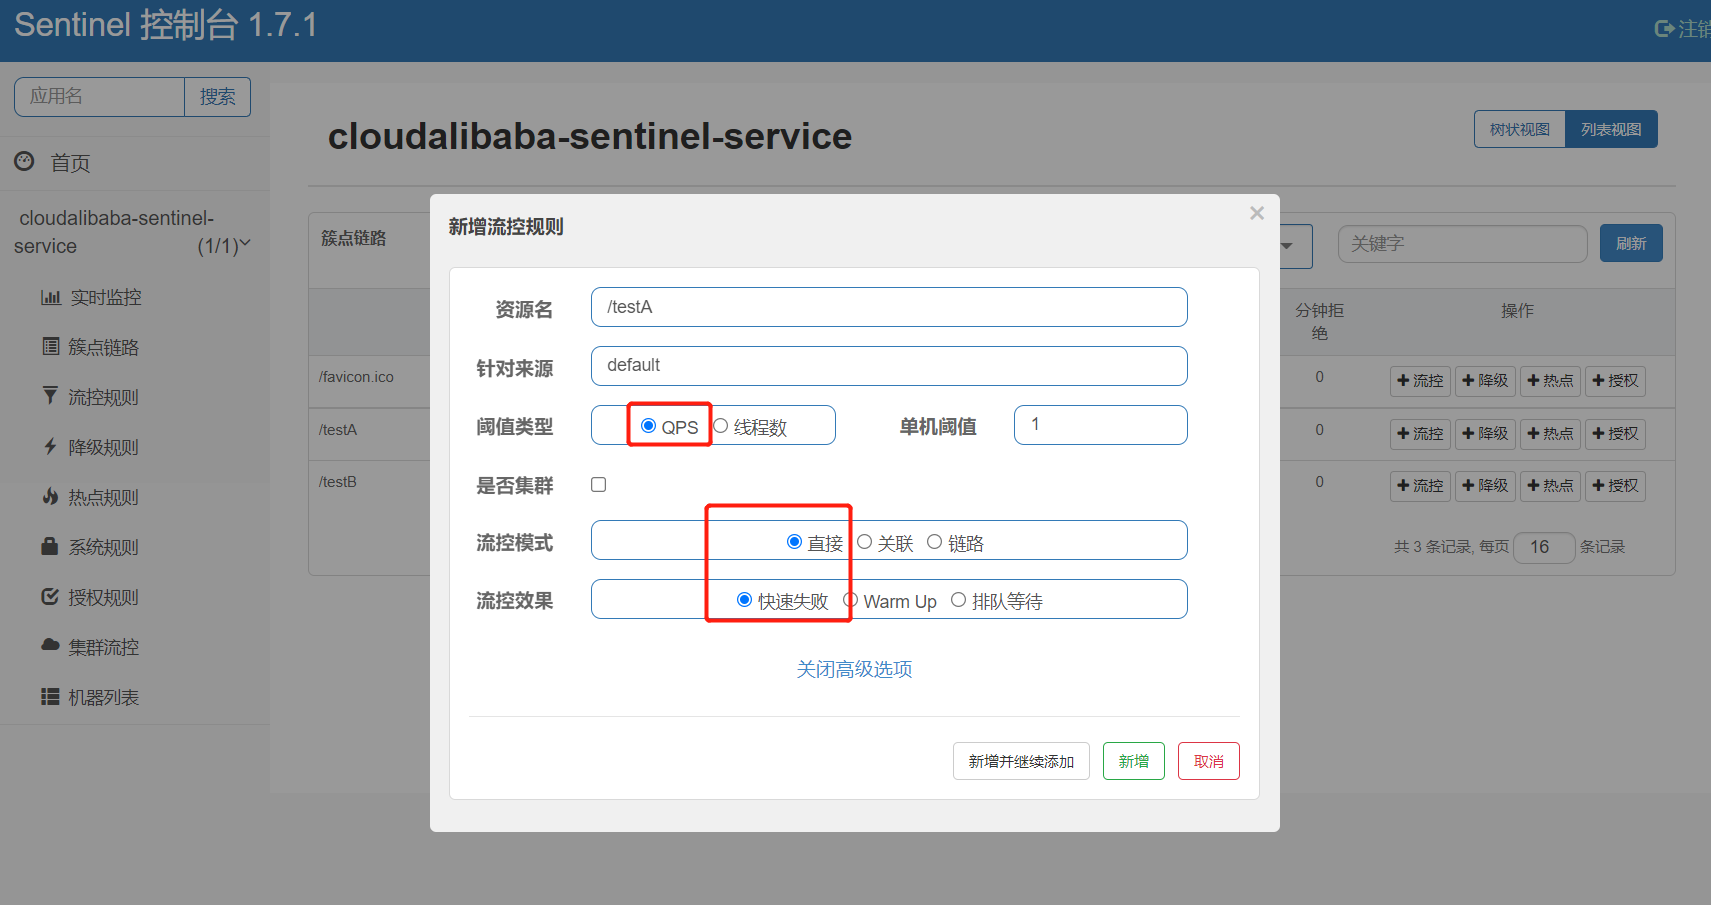 Sentinel 控制台 1.7.1
注销
应用名
搜索
首页
cloudalibaba-sentinel-
service (1/1)
实时监控
簇点链路
流控规则
降级规则
热点规则
系统规则
授权规则
集群流控
机器列表
cloudalibaba-sentinel-service
树状视图 列表视图
簇点链路
关键字
刷新
分钟拒
绝
操作
/favicon.ico
0 流控 降级 热点 授权
/testA
0 流控 降级 热点 授权
/testB
0 流控 降级 热点 授权
共 3 条记录, 每页 16 条记录
新增流控规则
×
资源名 /testA
针对来源 default
阈值类型 QPS 线程数 单机阈值 1
是否集群
流控模式 直接 关联 链路
流控效果 快速失败 Warm Up 排队等待
关闭高级选项
新增并继续添加 新增 取消